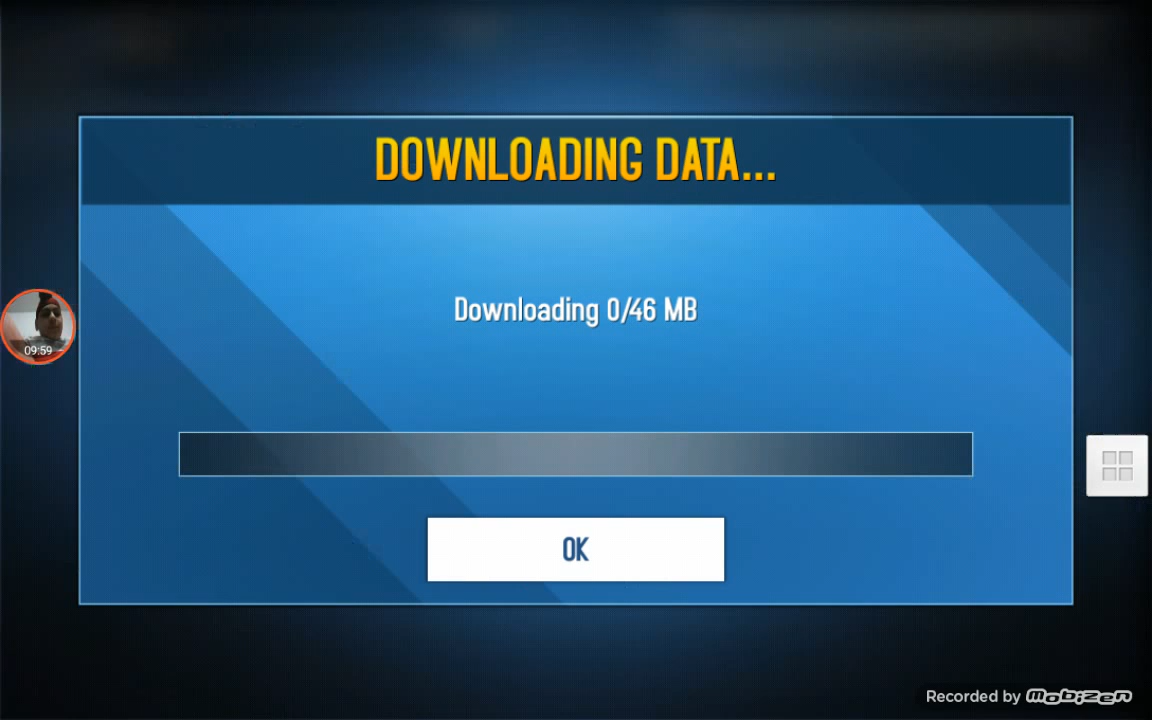 DOWNLOADING DATA...
Downloading 0/46 MB
09:59
OK
Recorded by mobizen